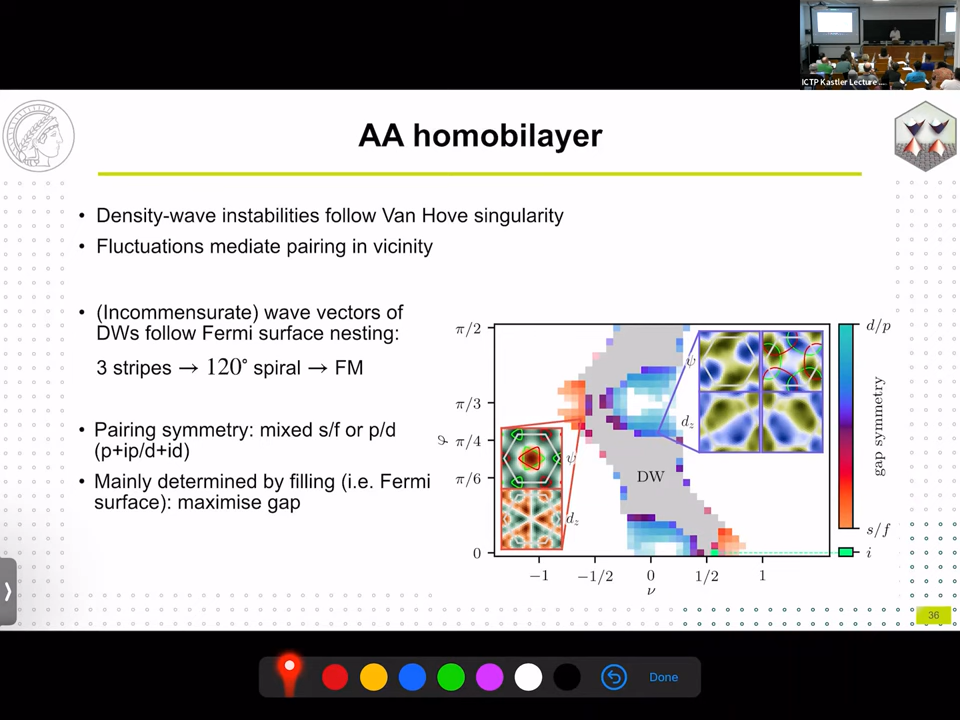 ICTP Kastler Lecture ...
AA homobilayer
• Density-wave instabilities follow Van Hove singularity
• Fluctuations mediate pairing in vicinity
• (Incommensurate) wave vectors of
DWs follow Fermi surface nesting:
3 stripes → 120° spiral → FM
• Pairing symmetry: mixed s/f or p/d
(p+ip/d+id)
• Mainly determined by filling (i.e. Fermi
surface): maximise gap
π/2
π/3
π/4
π/6
0
φ
−1
−1/2
0
1/2
1
ν
DW
ψ
d_z
ψ
d_z
d/p
gap symmetry
s/f
i
36
Done